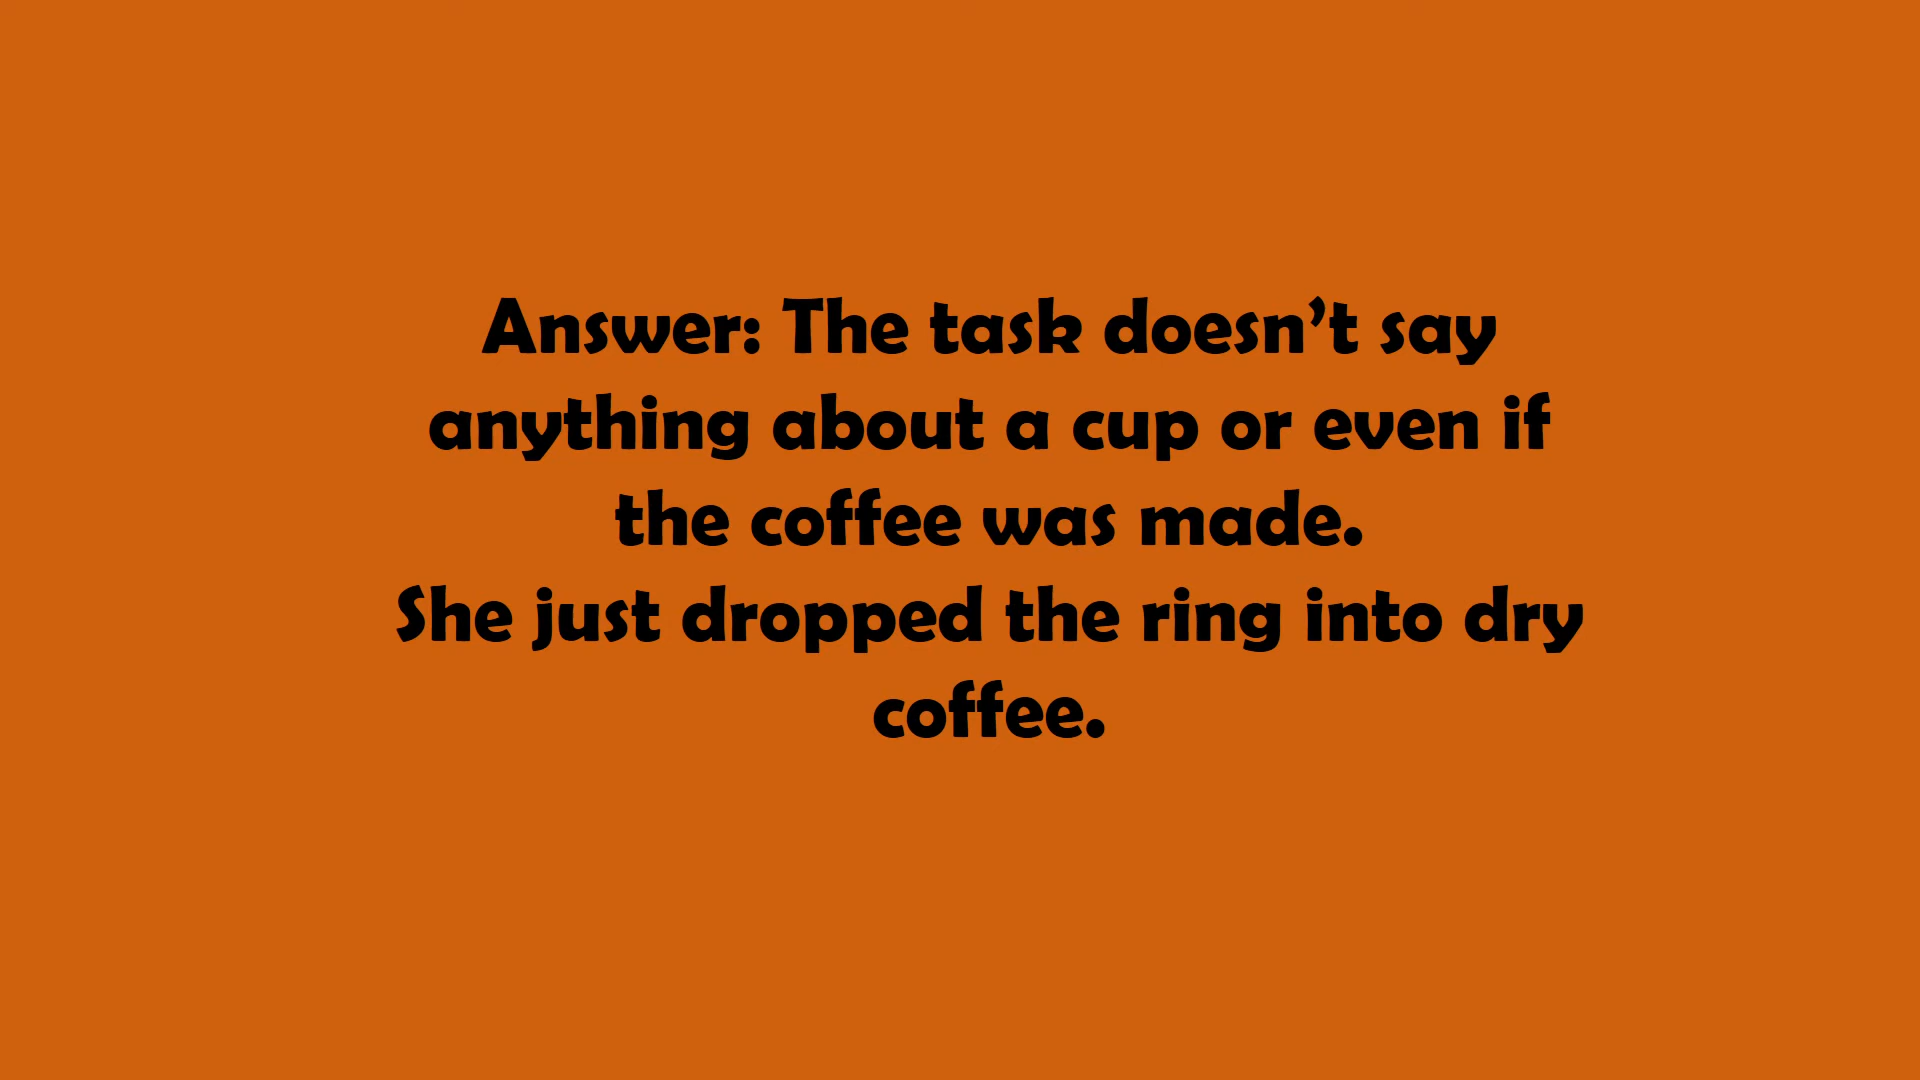 Answer: The task doesn’t say
anything about a cup or even if
the coffee was made.
She just dropped the ring into dry
coffee.